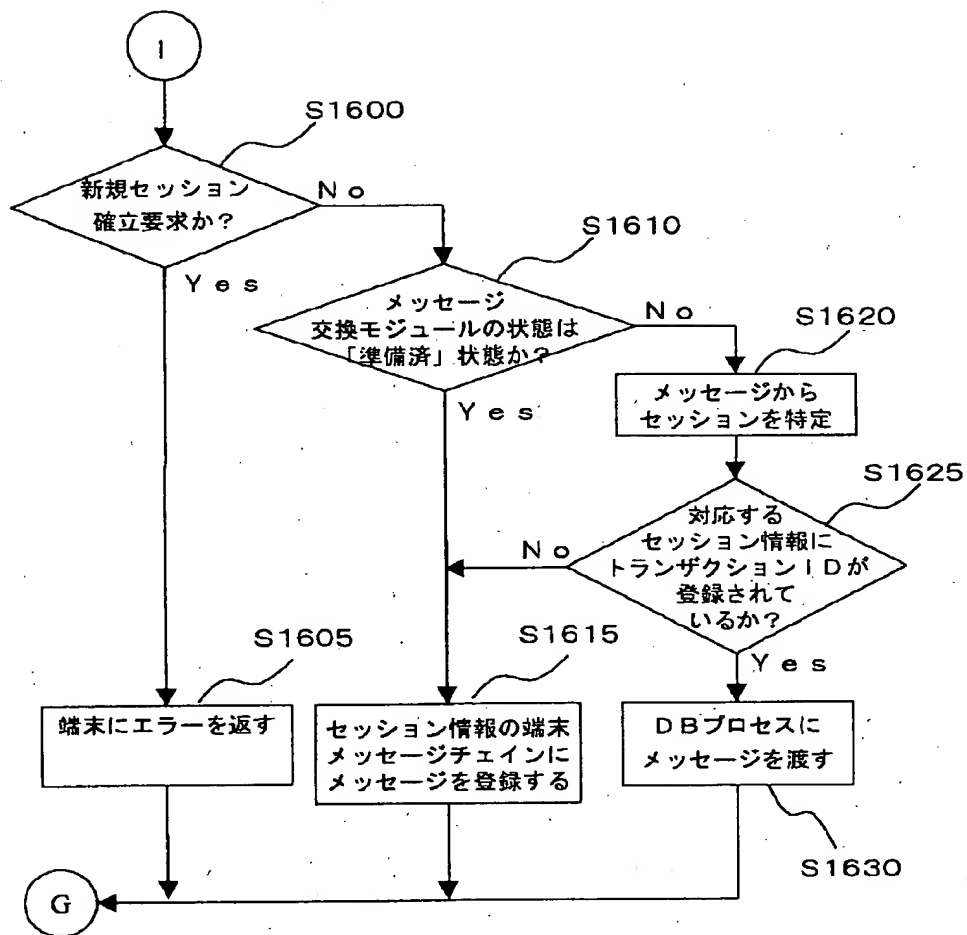 I
S1600
新規セッション
確立要求か?
No
Yes
S1610
メッセージ
交換モジュールの状態は
「準備済」状態か?
No
Yes
S1620
メッセージから
セッションを特定
S1625
対応する
セッション情報に
トランザクションIDが
登録されて
いるか?
No
Yes
S1605
端末にエラーを返す
S1615
セッション情報の端末
メッセージチェインに
メッセージを登録する
DBプロセスに
メッセージを渡す
S1630
G